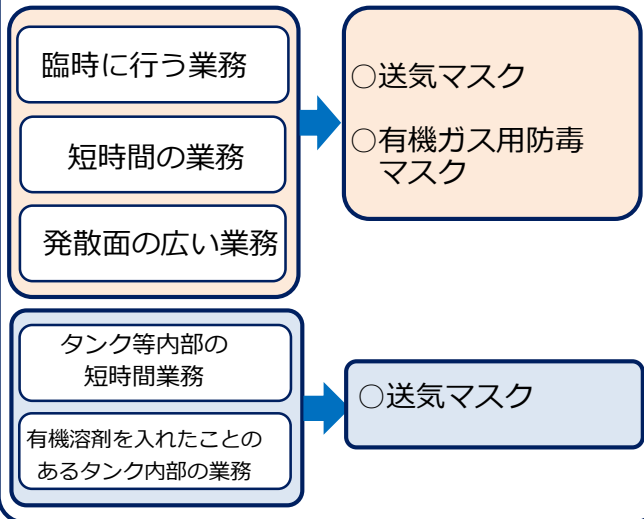 臨時に行う業務
短時間の業務
発散面の広い業務
○送気マスク
○有機ガス用防毒
マスク
タンク等内部の
短時間業務
有機溶剤を入れたことの
あるタンク内部の業務
○送気マスク